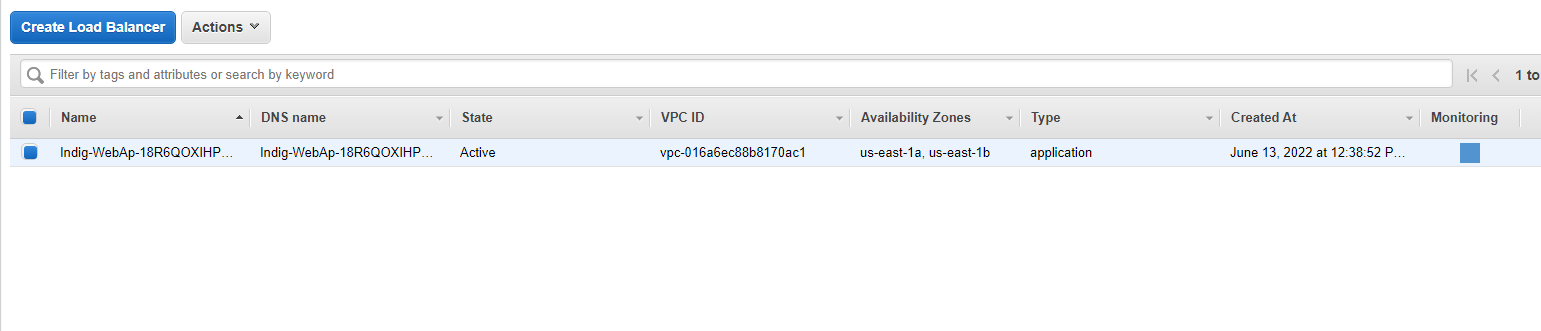 Create Load Balancer Actions
Filter by tags and attributes or search by keyword 1 to
Name DNS name State VPC ID Availability Zones Type Created At Monitoring
Indig-WebAp-18R6QOXIHP... Indig-WebAp-18R6QOXIHP... Active vpc-016a6ec88b8170ac1 us-east-1a, us-east-1b application June 13, 2022 at 12:38:52 P...